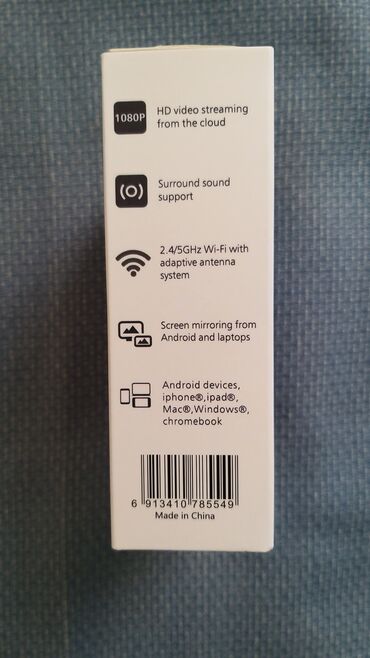 1080P
HD video streaming
from the cloud
Surround sound
support
2.4/5GHz Wi-Fi with
adaptive antenna
system
Screen mirroring from
Android and laptops
Android devices,
iphone®,ipad®,
Mac®,Windows®,
chromebook
6 913410 785549
Made in China